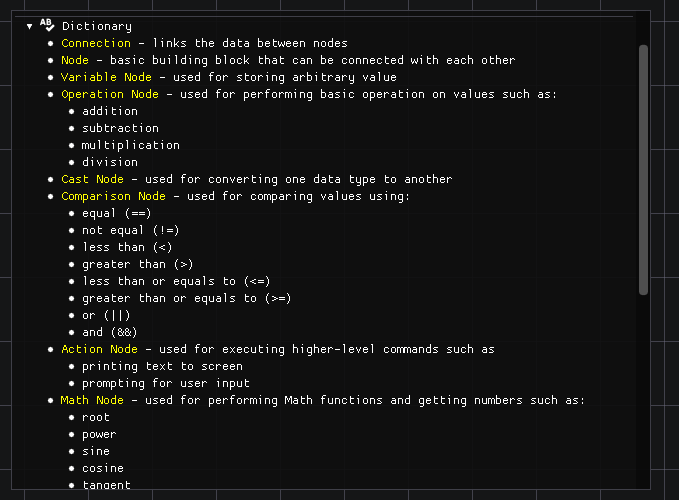 Dictionary
Connection - links the data between nodes
Node - basic building block that can be connected with each other
Variable Node - used for storing arbitrary value
Operation Node - used for performing basic operation on values such as:
addition
subtraction
multiplication
division
Cast Node - used for converting one data type to another
Comparison Node - used for comparing values using:
equal (==)
not equal (!=)
less than (<)
greater than (>)
less than or equals to (<=)
greater than or equals to (>=)
or (||)
and (&&)
Action Node - used for executing higher-level commands such as
printing text to screen
prompting for user input
Math Node - used for performing Math functions and getting numbers such as:
root
power
sine
cosine
tangent